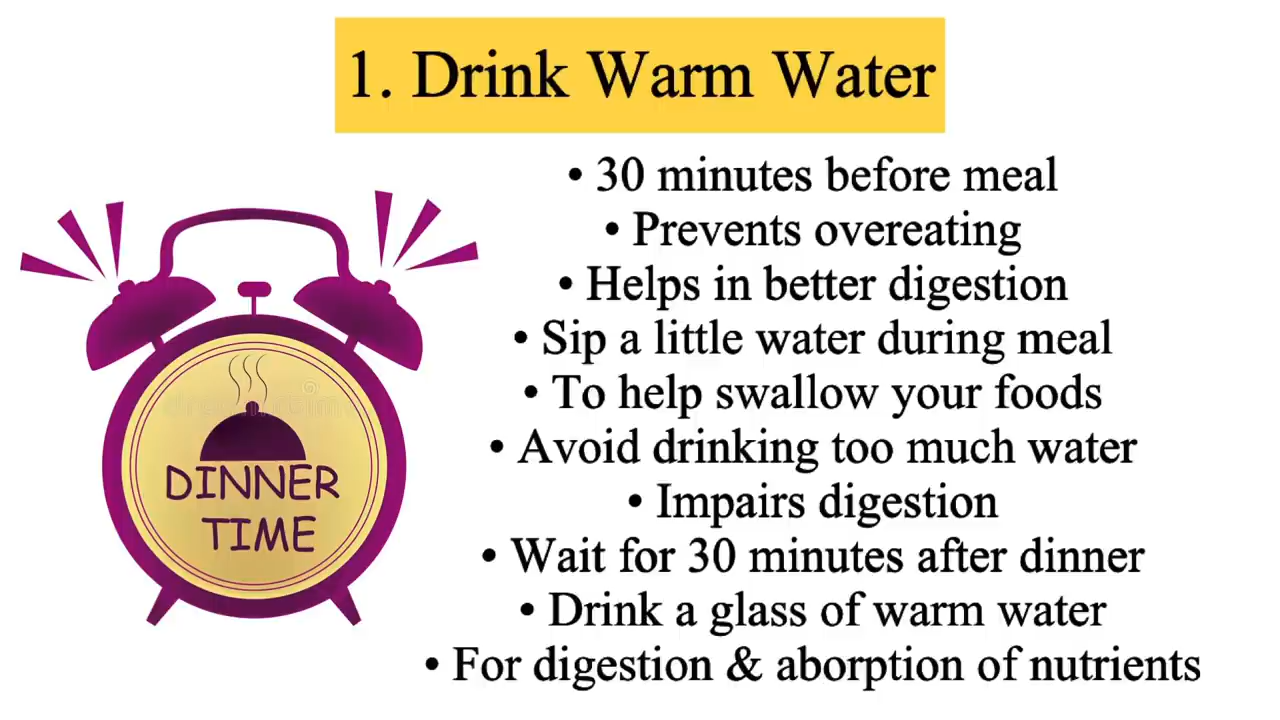 1. Drink Warm Water
• 30 minutes before meal
• Prevents overeating
• Helps in better digestion
• Sip a little water during meal
• To help swallow your foods
• Avoid drinking too much water
• Impairs digestion
• Wait for 30 minutes after dinner
• Drink a glass of warm water
• For digestion & aborption of nutrients
DINNER
TIME